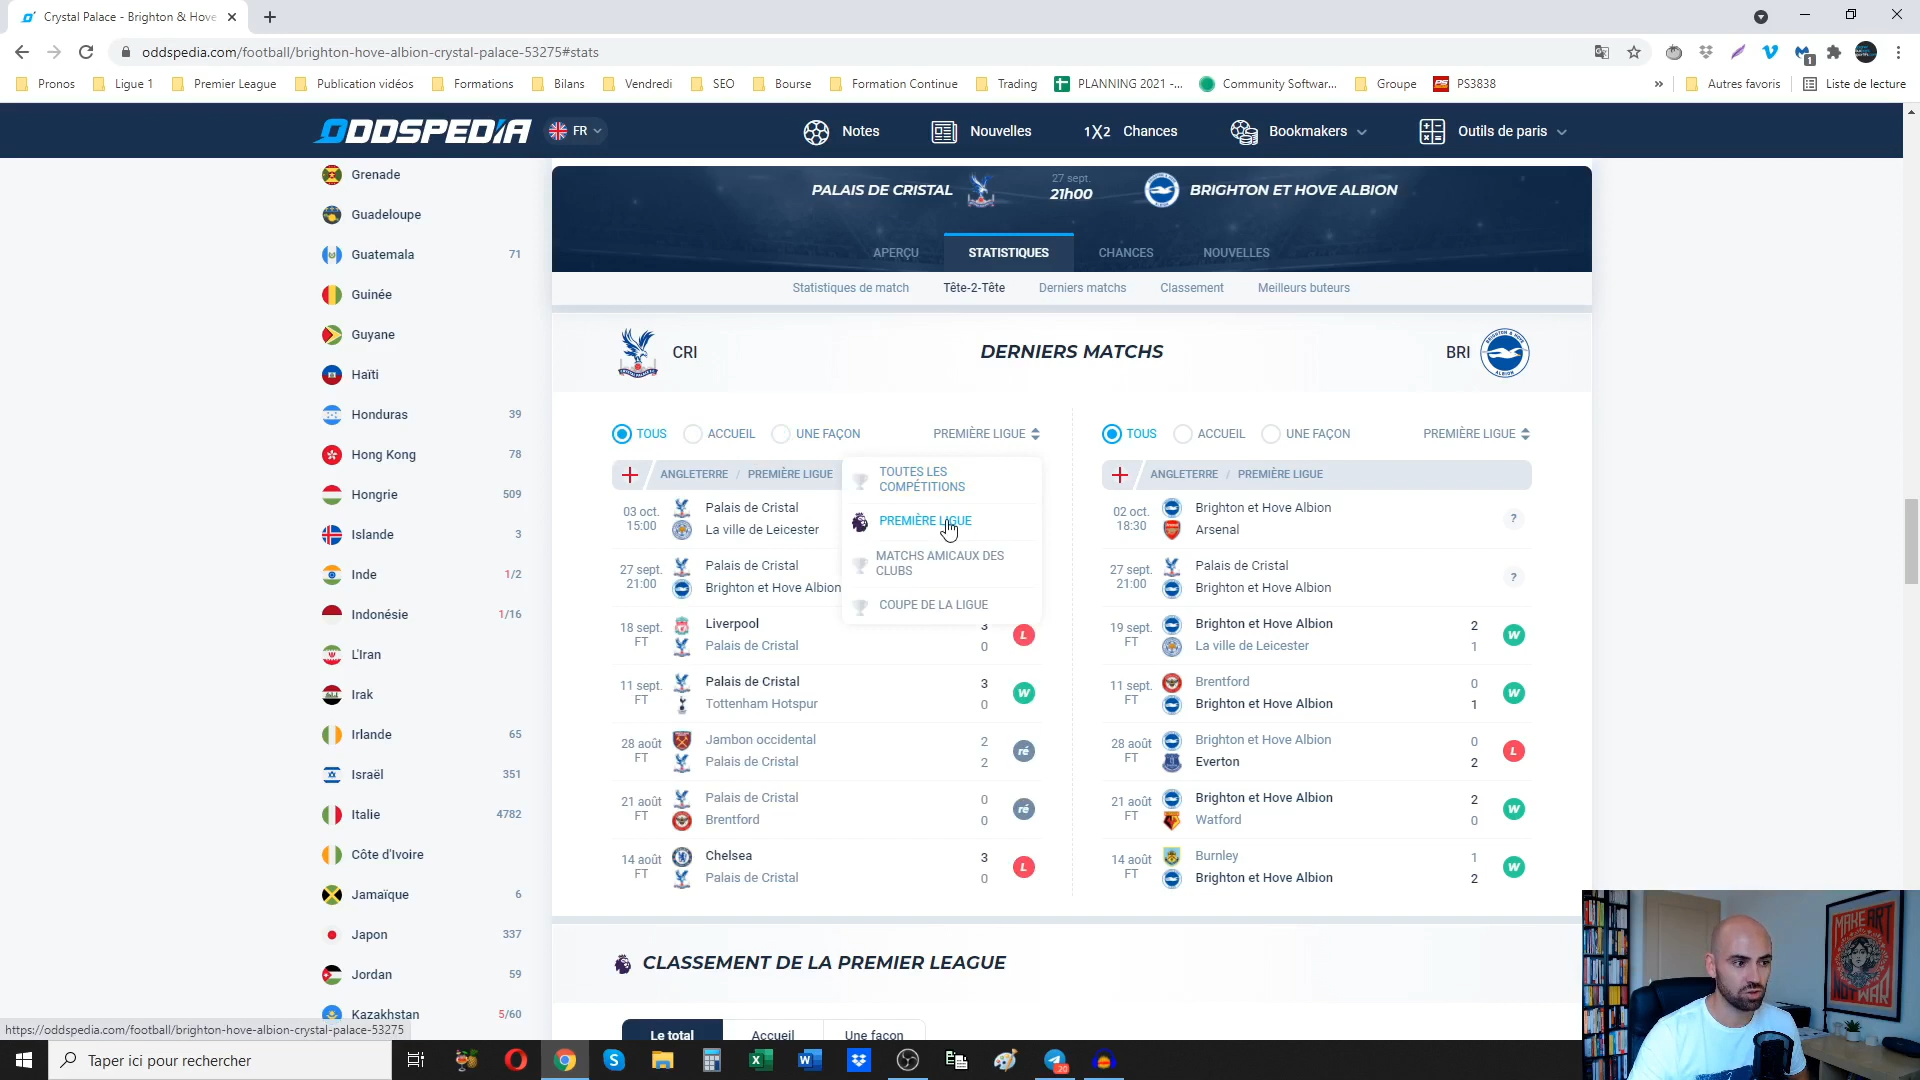 Crystal Palace - Brighton & Hove
oddspedia.com/football/brighton-hove-albion-crystal-palace-53275#stats
1
Pronos
Ligue 1
Premier League
Publication vidéos
Formations
Bilans
Vendredi
SEO
Bourse
Formation Continue
Trading
PLANNING 2021 -...
Community Softwar...
Groupe
PS3838
»
Autres favoris
Liste de lecture
ODDSPEDIA
FR
Notes
Nouvelles
1X2 Chances
Bookmakers
Outils de paris
Grenade
Guadeloupe
Guatemala 71
Guinée
Guyane
Haïti
Honduras 39
Hong Kong 78
Hongrie 509
Islande 3
Inde 1/2
Indonésie 1/16
L'Iran
Irak
Irlande 65
Israël 351
Italie 4782
Côte d'Ivoire
Jamaïque 6
Japon 337
Jordan 59
Kazakhstan 5/60
https://oddspedia.com/football/brighton-hove-albion-crystal-palace-53275
PALAIS DE CRISTAL
27 sept.
21h00
BRIGHTON ET HOVE ALBION
APERÇU
STATISTIQUES
CHANCES
NOUVELLES
Statistiques de match
Tête-2-Tête
Derniers matchs
Classement
Meilleurs buteurs
CRI
DERNIERS MATCHS
BRI
TOUS
ACCUEIL
UNE FAÇON
PREMIÈRE LIGUE
ANGLETERRE / PREMIÈRE LIGUE
TOUTES LES
COMPÉTITIONS
PREMIÈRE LIGUE
MATCHS AMICAUX DES
CLUBS
COUPE DE LA LIGUE
03 oct.
15:00
Palais de Cristal
La ville de Leicester
27 sept.
21:00
Palais de Cristal
Brighton et Hove Albion
18 sept.
FT
Liverpool 3
Palais de Cristal 0
L
11 sept.
FT
Palais de Cristal 3
Tottenham Hotspur 0
W
28 août
FT
Jambon occidental 2
Palais de Cristal 2
ré
21 août
FT
Palais de Cristal 0
Brentford 0
ré
14 août
FT
Chelsea 3
Palais de Cristal 0
L
TOUS
ACCUEIL
UNE FAÇON
PREMIÈRE LIGUE
ANGLETERRE / PREMIÈRE LIGUE
02 oct.
18:30
Brighton et Hove Albion
Arsenal
?
27 sept.
21:00
Palais de Cristal
Brighton et Hove Albion
?
19 sept.
FT
Brighton et Hove Albion 2
La ville de Leicester 1
W
11 sept.
FT
Brentford 0
Brighton et Hove Albion 1
W
28 août
FT
Brighton et Hove Albion 0
Everton 2
L
21 août
FT
Brighton et Hove Albion 2
Watford 0
W
14 août
FT
Burnley 1
Brighton et Hove Albion 2
W
CLASSEMENT DE LA PREMIER LEAGUE
Le total
Accueil
Une façon
MAKE ART
NOT WAR
Taper ici pour rechercher
20